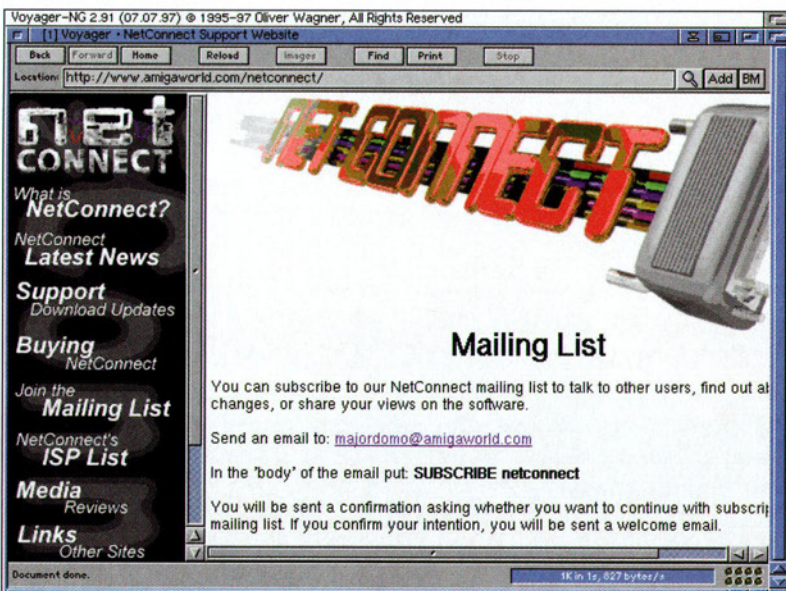 Voyager-NG 2.91 (07.07.97) © 1995-97 Oliver Wagner, All Rights Reserved
[1] Voyager • NetConnect Support Website
Back Forward Home Reload Images Find Print Stop
Location: http://www.amigaworld.com/netconnect/ Add BM
net
CONNECT
What is
NetConnect?
NetConnect
Latest News
Support
Download Updates
Buying
NetConnect
Join the
Mailing List
NetConnect's
ISP List
Media
Reviews
Links
Other Sites
NET CONNECT
Mailing List
You can subscribe to our NetConnect mailing list to talk to other users, find out ab
changes, or share your views on the software.
Send an email to: majordomo@amigaworld.com
In the 'body' of the email put: SUBSCRIBE netconnect
You will be sent a confirmation asking whether you want to continue with subscrip
mailing list. If you confirm your intention, you will be sent a welcome email.
Document done.
1K in 1s, 827 bytes/s